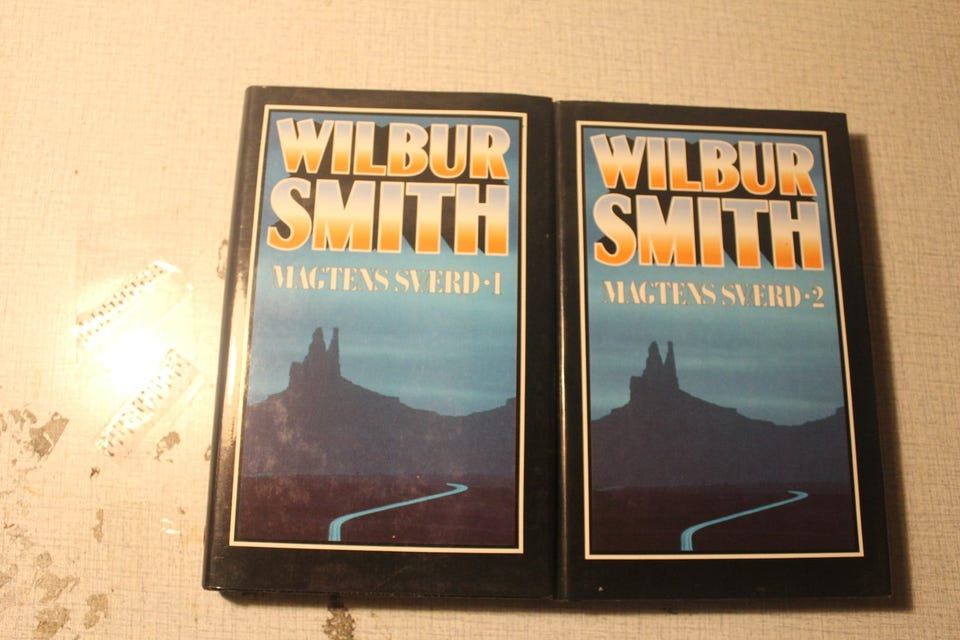 WILBUR
SMITH
MAGTENS SVÆRD·1
WILBUR
SMITH
MAGTENS SVÆRD·2